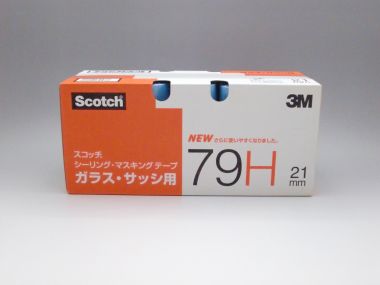 Scotch
3M
NEW さらに使いやすくなりました。
スコッチ®
シーリング・マスキングテープ
ガラス・サッシ用
79H
21
mm